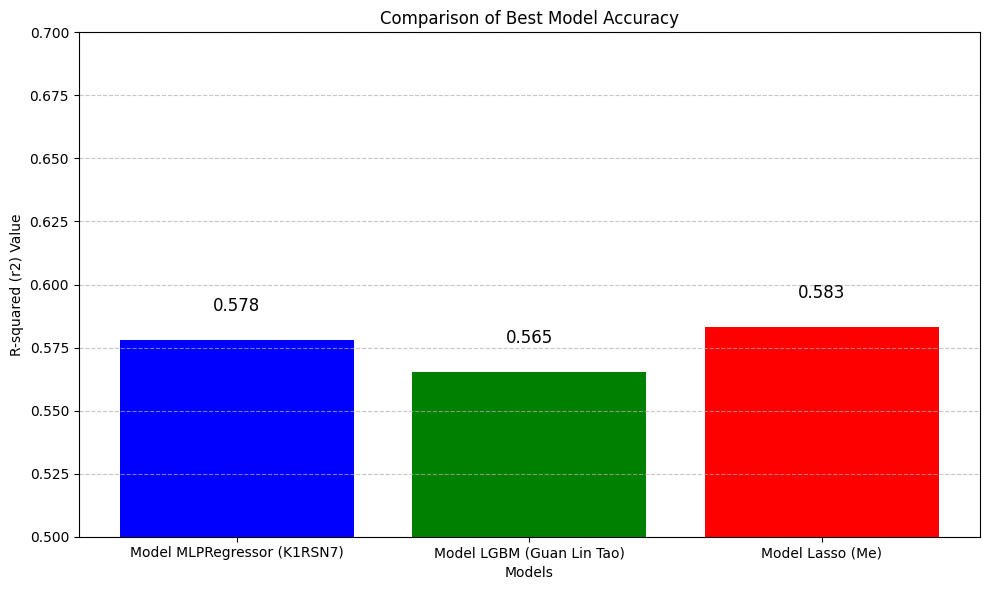 Comparison of Best Model Accuracy
0.700
0.675
0.650
0.625
0.600
0.575
0.550
0.525
0.500
R-squared (r2) Value
0.578
0.565
0.583
Model MLPRegressor (K1RSN7)
Model LGBM (Guan Lin Tao)
Model Lasso (Me)
Models